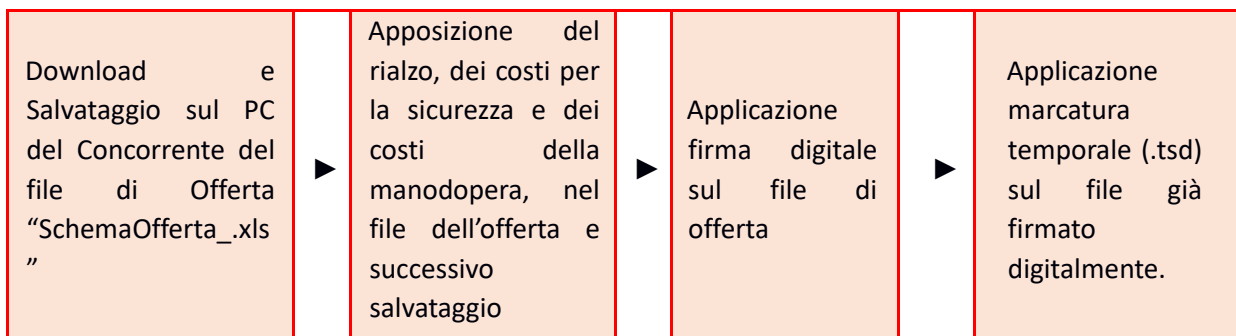 Download e
Salvataggio sul PC
del Concorrente del
file di Offerta
“SchemaOfferta_.xls
”
►
Apposizione del
rialzo, dei costi per
la sicurezza e dei
costi della
manodopera, nel
file dell’offerta e
successivo
salvataggio
►
Applicazione
firma digitale
sul file di
offerta
►
Applicazione
marcatura
temporale (.tsd)
sul file già
firmato
digitalmente.